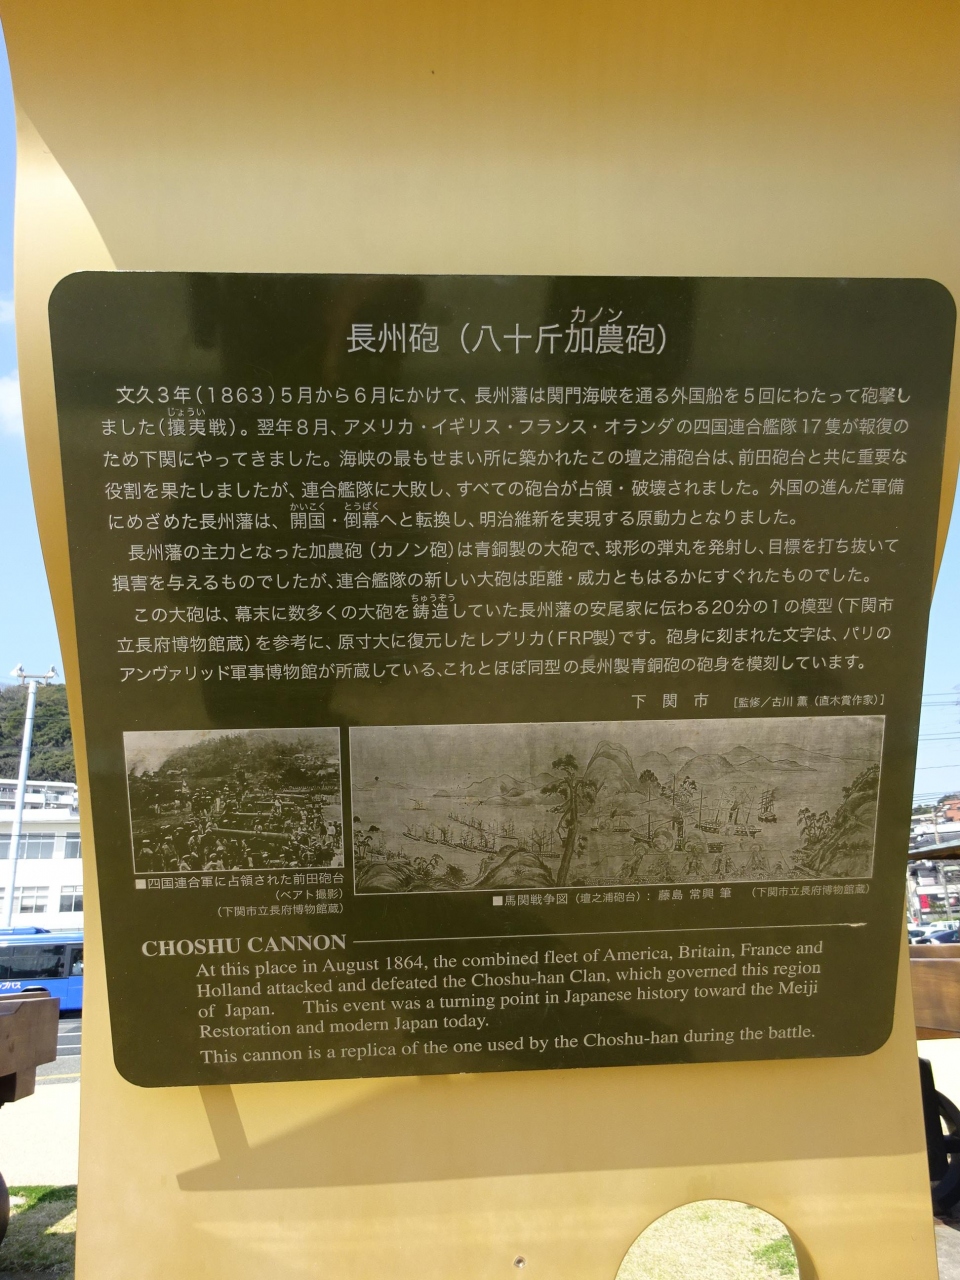 カノン
長州砲（八十斤加農砲）
文久３年（１８６３）５月から６月にかけて、長州藩は関門海峡を通る外国船を５回にわたって砲撃し
じょうい
ました（攘夷戦）。翌年８月、アメリカ・イギリス・フランス・オランダの四国連合艦隊17隻が報復の
ため下関にやってきました。海峡の最もせまい所に築かれたこの壇之浦砲台は、前田砲台と共に重要な
役割を果たしましたが、連合艦隊に大敗し、すべての砲台が占領・破壊されました。外国の進んだ軍備
かいこく とうばく
にめざめた長州藩は、開国・倒幕へと転換し、明治維新を実現する原動力となりました。
長州藩の主力となった加農砲（カノン砲）は青銅製の大砲で、球形の弾丸を発射し、目標を打ち抜いて
損害を与えるものでしたが、連合艦隊の新しい大砲は距離・威力ともはるかにすぐれたものでした。
ちゅうぞう
この大砲は、幕末に数多くの大砲を鋳造していた長州藩の安尾家に伝わる20分の1の模型（下関市
立長府博物館蔵）を参考に、原寸大に復元したレプリカ（FRP製）です。砲身に刻まれた文字は、パリの
アンヴァリッド軍事博物館が所蔵している、これとほぼ同型の長州製青銅砲の砲身を模刻しています。
下 関 市 ［監修／古川 薫（直木賞作家）］
■四国連合軍に占領された前田砲台
（ベアト撮影）
（下関市立長府博物館蔵）
■馬関戦争図（壇之浦砲台）：藤島 常興 筆 （下関市立長府博物館蔵）
CHOSHU CANNON
At this place in August 1864, the combined fleet of America, Britain, France and
Holland attacked and defeated the Choshu-han Clan, which governed this region
of Japan. This event was a turning point in Japanese history toward the Meiji
Restoration and modern Japan today.
This cannon is a replica of the one used by the Choshu-han during the battle.